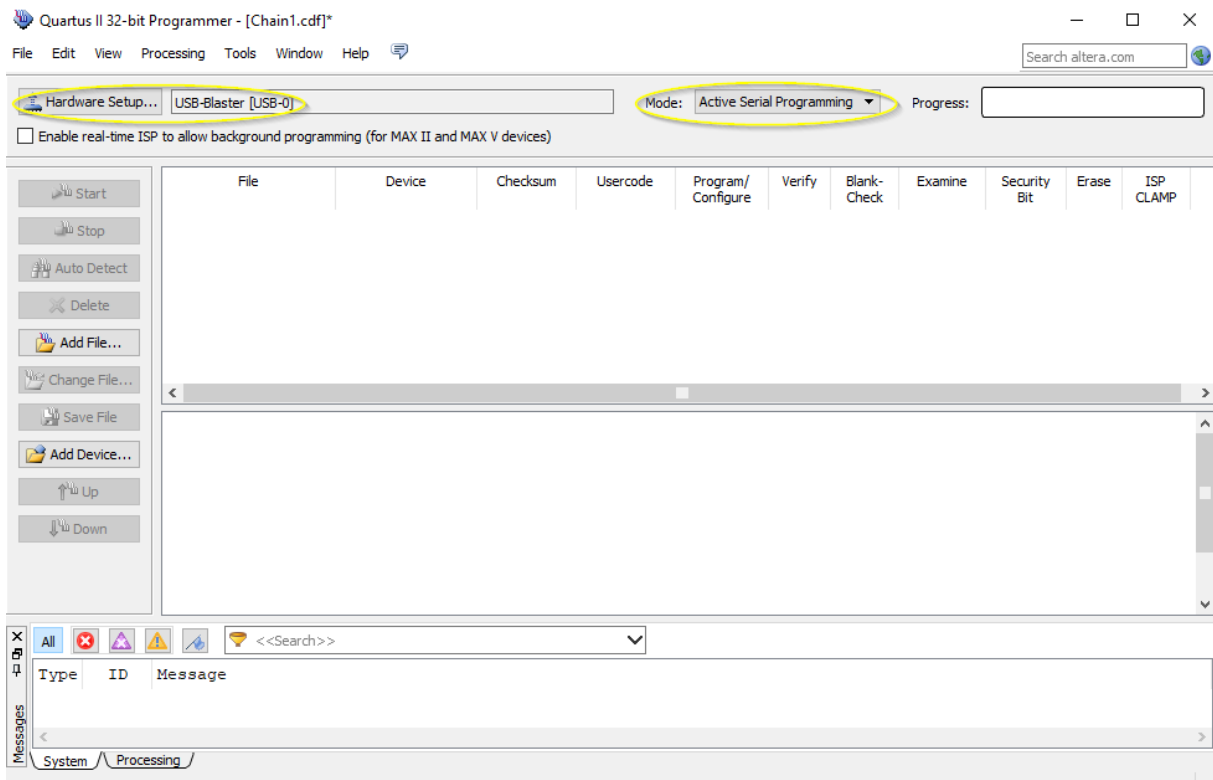 Quartus II 32-bit Programmer - [Chain1.cdf]*
File Edit View Processing Tools Window Help
Search altera.com
Hardware Setup... USB-Blaster [USB-0] Mode: Active Serial Programming Progress:
Enable real-time ISP to allow background programming (for MAX II and MAX V devices)
File Device Checksum Usercode Program/ Verify Blank- Examine Security Erase ISP
Configure Check Bit CLAMP
Start
Stop
Auto Detect
Delete
Add File...
Change File...
Save File
Add Device...
Up
Down
All <<Search>>
Type ID Message
Messages
System Processing